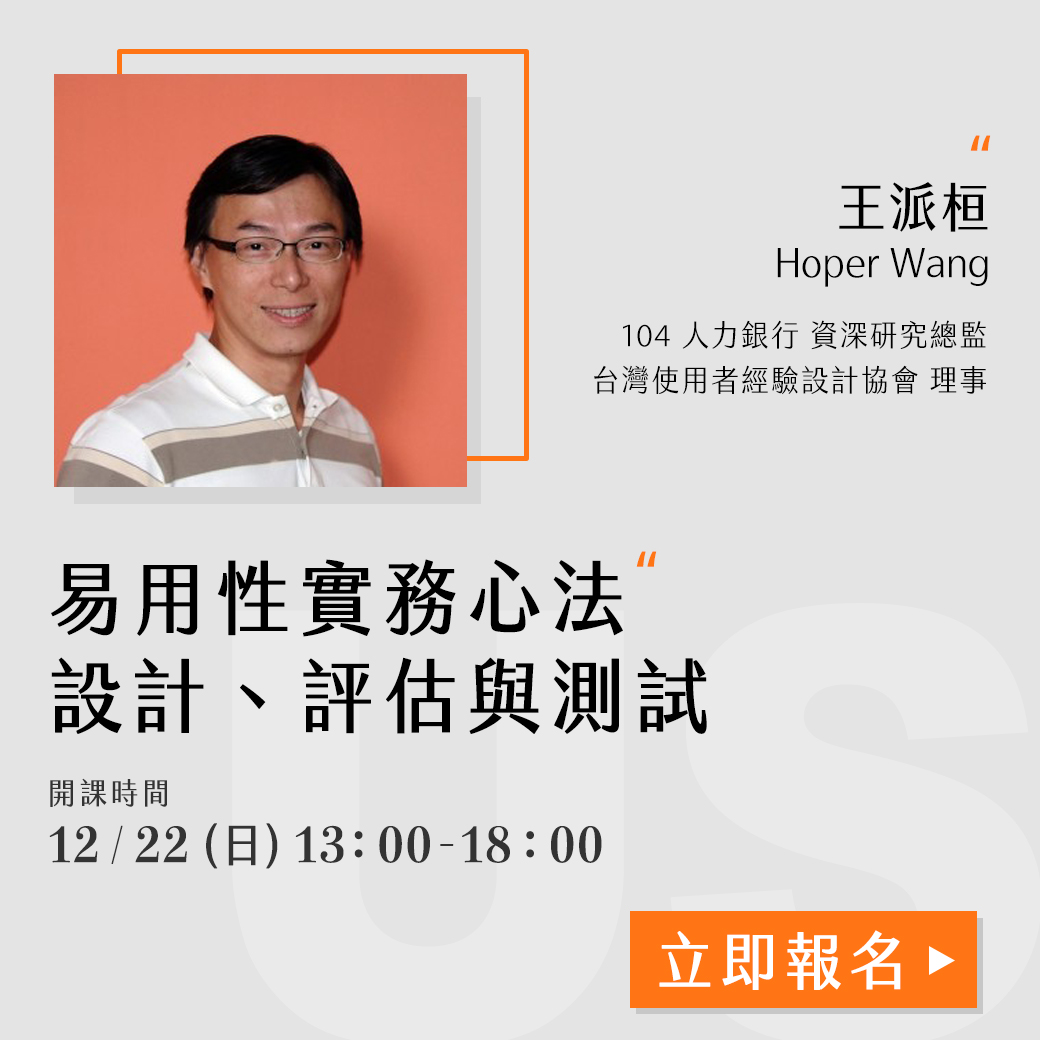 “
王派桓
Hoper Wang
104 人力銀行 資深研究總監
台灣使用者經驗設計協會 理事
易用性實務心法“
設計、評估與測試
開課時間
12 / 22 (日) 13:00-18:00
立即報名
US